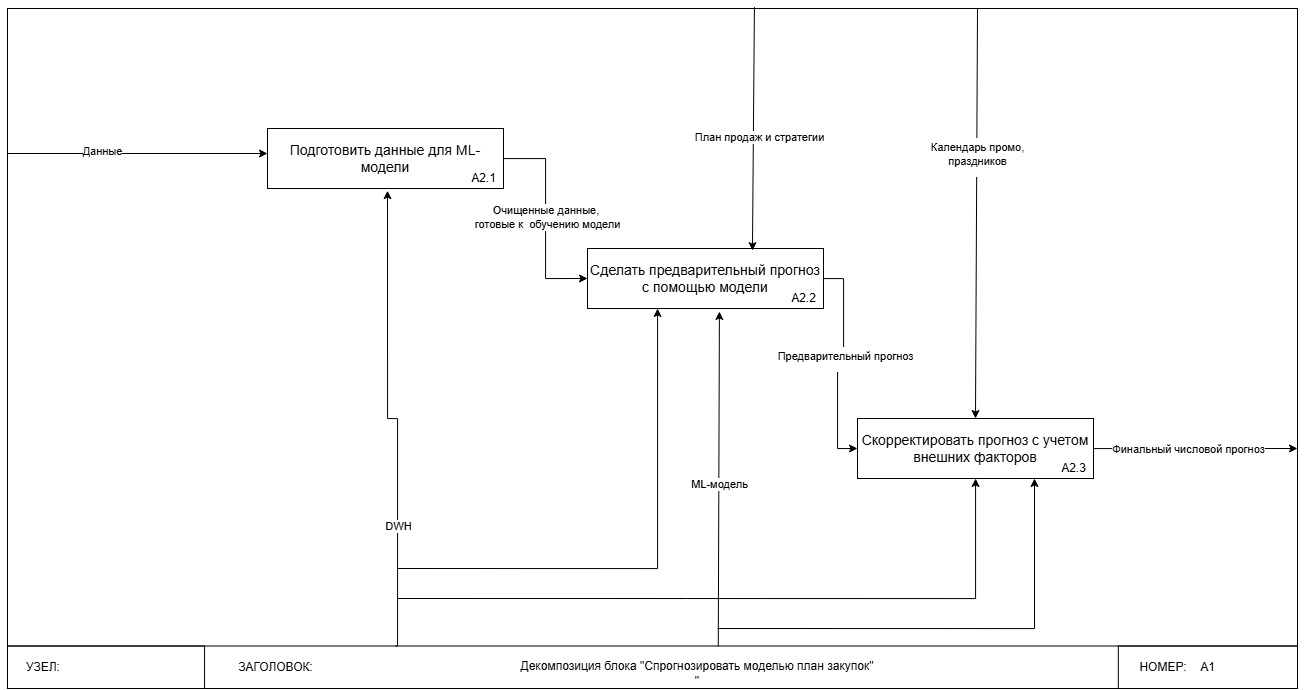 План продаж и стратегии
Календарь промо,
праздников
Данные
Подготовить данные для ML-
модели
A2.1
Очищенные данные,
готовые к обучению модели
Сделать предварительный прогноз
с помощью модели
A2.2
Предварительный прогноз
Скорректировать прогноз с учетом
внешних факторов
A2.3
Финальный числовой прогноз
ML-модель
DWH
УЗЕЛ:
ЗАГОЛОВОК:
Декомпозиция блока "Спрогнозировать моделью план закупок"
"
НОМЕР: A1